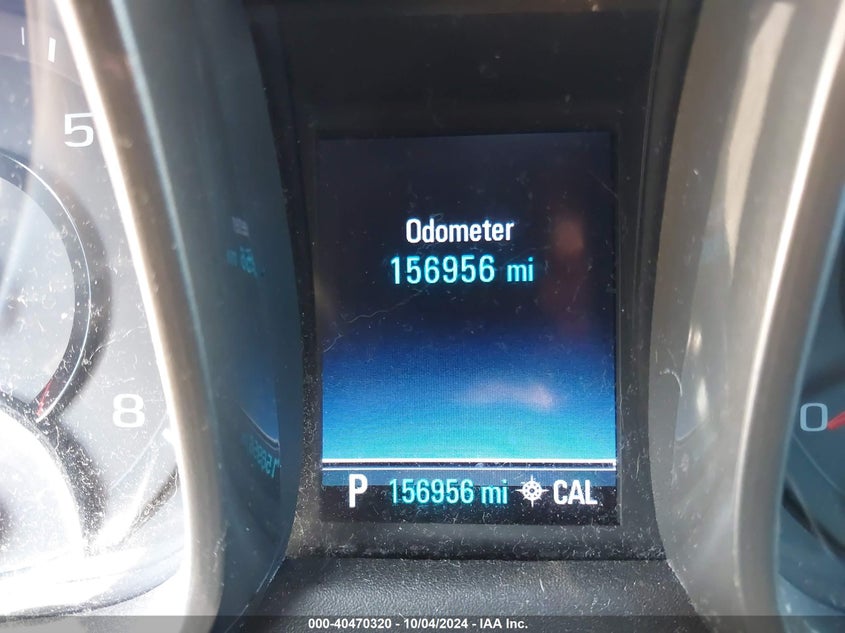 5
Odometer
156956 mi
8
0
P 156956 mi CAL
000-40470320 - 10/04/2024 - IAA Inc.